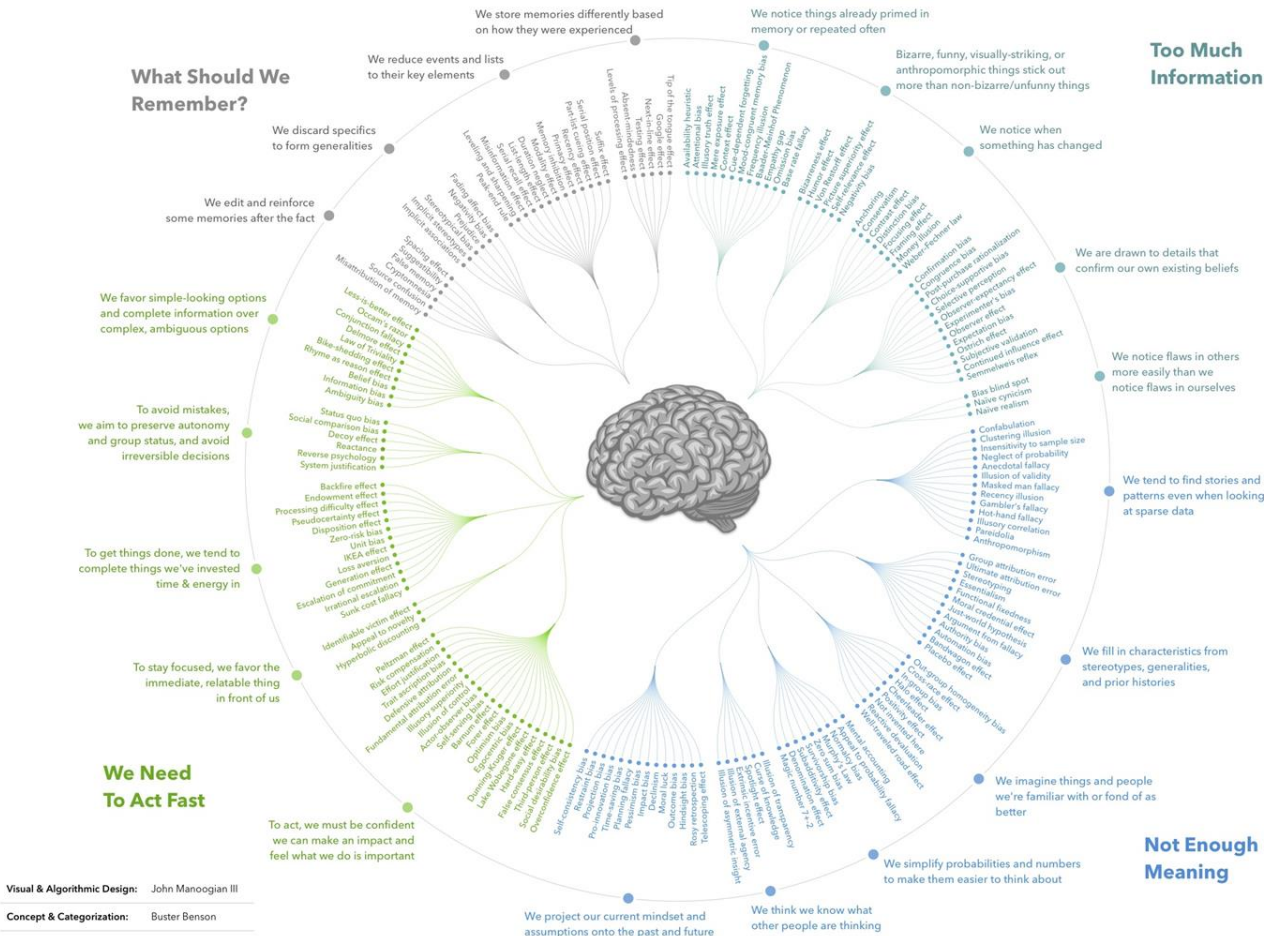 We store memories differently based
on how they were experienced
We notice things already primed in
memory or repeated often
We reduce events and lists
to their key elements
Bizarre, funny, visually-striking, or
anthropomorphic things stick out
more than non-bizarre/unfunny things
What Should We
Remember?
Too Much
Information
We discard specifics
to form generalities
We notice when
something has changed
We edit and reinforce
some memories after the fact
We are drawn to details that
confirm our own existing beliefs
We favor simple-looking options
and complete information over
complex, ambiguous options
We notice flaws in others
more easily than we
notice flaws in ourselves
To avoid mistakes,
we aim to preserve autonomy
and group status, and avoid
irreversible decisions
We tend to find stories and
patterns even when looking
at sparse data
To get things done, we tend to
complete things we've invested
time & energy in
To stay focused, we favor the
immediate, relatable thing
in front of us
We fill in characteristics from
stereotypes, generalities,
and prior histories
We Need
To Act Fast
We imagine things and people
we're familiar with or fond of as
better
To act, we must be confident
we can make an impact and
feel what we do is important
Not Enough
Meaning
We simplify probabilities and numbers
to make them easier to think about
We think we know what
other people are thinking
We project our current mindset and
assumptions onto the past and future
Availability heuristic
Attentional bias
Illusory truth effect
Mere exposure effect
Context effect
Cue-dependent forgetting
Mood-congruent memory bias
Frequency illusion
Baader-Meinhof Phenomenon
Empathy gap
Omission bias
Base rate fallacy
Bizarreness effect
Humor effect
Von Restorff effect
Picture superiority effect
Self-relevance effect
Negativity bias
Anchoring
Conservatism
Contrast effect
Distinction bias
Focusing effect
Framing effect
Money illusion
Weber-Fechner law
Confirmation bias
Congruence bias
Post-purchase rationalization
Choice-supportive bias
Selective perception
Observer-expectancy effect
Experimenter's bias
Observer effect
Expectation bias
Ostrich effect
Subjective validation
Continued influence effect
Semmelweis reflex
Bias blind spot
Naïve cynicism
Naïve realism
Confabulation
Clustering illusion
Insensitivity to sample size
Neglect of probability
Anecdotal fallacy
Illusion of validity
Masked man fallacy
Recency illusion
Gambler's fallacy
Hot-hand fallacy
Illusory correlation
Pareidolia
Anthropomorphism
Group attribution error
Ultimate attribution error
Stereotyping
Essentialism
Functional fixedness
Moral credential effect
Just-world hypothesis
Argument from fallacy
Authority bias
Automation bias
Bandwagon effect
Placebo effect
Out-group homogeneity bias
Cross-race effect
In-group bias
Halo effect
Cheerleader effect
Positivity effect
Not invented here
Reactive devaluation
Well-traveled road effect
Mental accounting
Appeal to probability fallacy
Normalcy bias
Murphy's Law
Zero sum bias
Survivorship bias
Subadditivity effect
Denomination effect
Magic number 7+-2
Illusion of transparency
Curse of knowledge
Spotlight effect
Extrinsic incentive error
Illusion of external agency
Illusion of asymmetric insight
Telescoping effect
Rosy retrospection
Hindsight bias
Outcome bias
Moral luck
Declinism
Impact bias
Pessimism bias
Planning fallacy
Time-saving bias
Pro-innovation bias
Projection bias
Restraint bias
Self-consistency bias
Overconfidence effect
Social desirability bias
Third-person effect
False consensus effect
Hard-easy effect
Lake Wobegone effect
Dunning-Kruger effect
Egocentric bias
Optimism bias
Forer effect
Barnum effect
Self-serving bias
Actor-observer bias
Illusion of control
Illusory superiority
Fundamental attribution error
Defensive attribution
Trait ascription bias
Effort justification
Risk compensation
Peltzman effect
Hyperbolic discounting
Appeal to novelty
Identifiable victim effect
Sunk cost fallacy
Irrational escalation
Escalation of commitment
Generation effect
Loss aversion
IKEA effect
Unit bias
Zero-risk bias
Disposition effect
Pseudocertainty effect
Processing difficulty effect
Endowment effect
Backfire effect
System justification
Reverse psychology
Reactance
Decoy effect
Social comparison bias
Status quo bias
Ambiguity bias
Information bias
Belief bias
Rhyme as reason effect
Bike-shedding effect
Law of Triviality
Delmore effect
Conjunction fallacy
Occam's razor
Less-is-better effect
Misattribution of memory
Source confusion
Cryptomnesia
False memory
Suggestibility
Spacing effect
Implicit associations
Implicit stereotypes
Stereotypical bias
Prejudice
Negativity bias
Fading affect bias
Peak-end rule
Leveling and sharpening
Misinformation effect
Serial recall effect
List-length effect
Duration neglect
Modality effect
Memory inhibition
Primacy effect
Recency effect
Part-list cueing effect
Serial position effect
Suffix effect
Levels of processing effect
Absent-mindedness
Testing effect
Next-in-line effect
Google effect
Tip of the tongue effect
Visual & Algorithmic Design: John Manoogian III
Concept & Categorization: Buster Benson